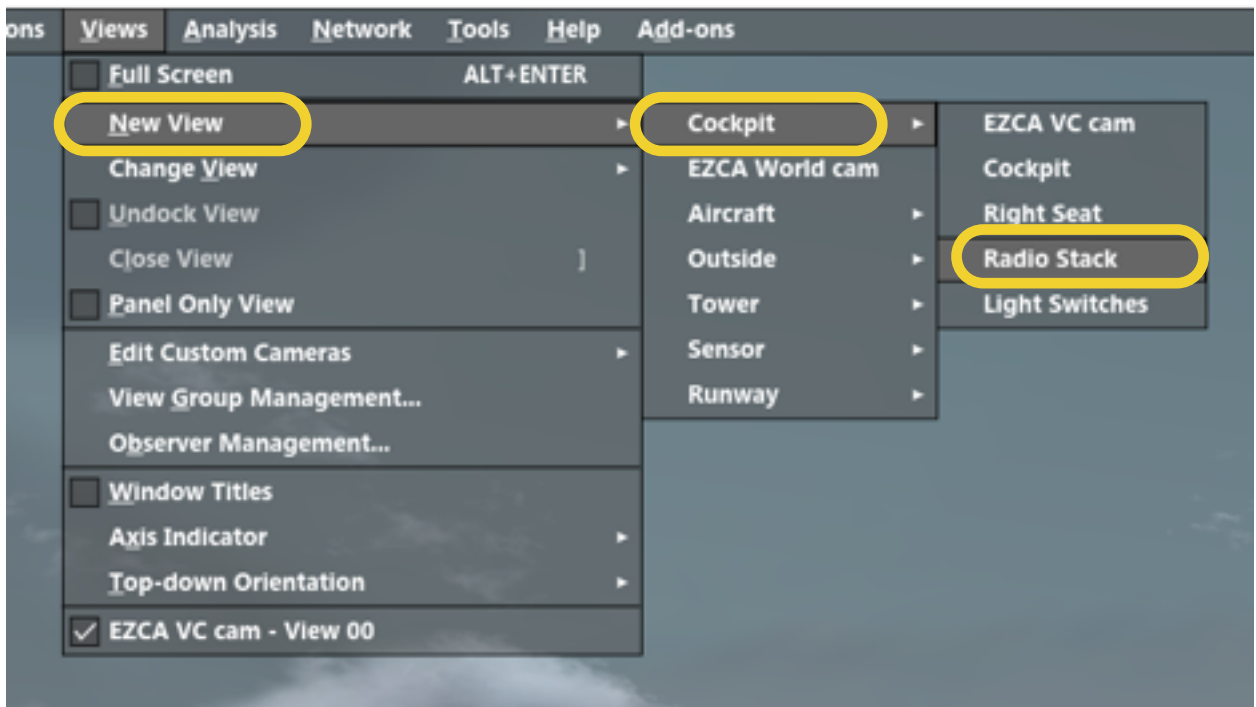 ons Views Analysis Network Tools Help Add-ons
Full Screen ALT+ENTER
New View
Change View
Undock View
Close View ]
Panel Only View
Edit Custom Cameras
View Group Management...
Observer Management...
Window Titles
Axis Indicator
Top-down Orientation
EZCA VC cam - View 00
Cockpit
EZCA World cam
Aircraft
Outside
Tower
Sensor
Runway
EZCA VC cam
Cockpit
Right Seat
Radio Stack
Light Switches